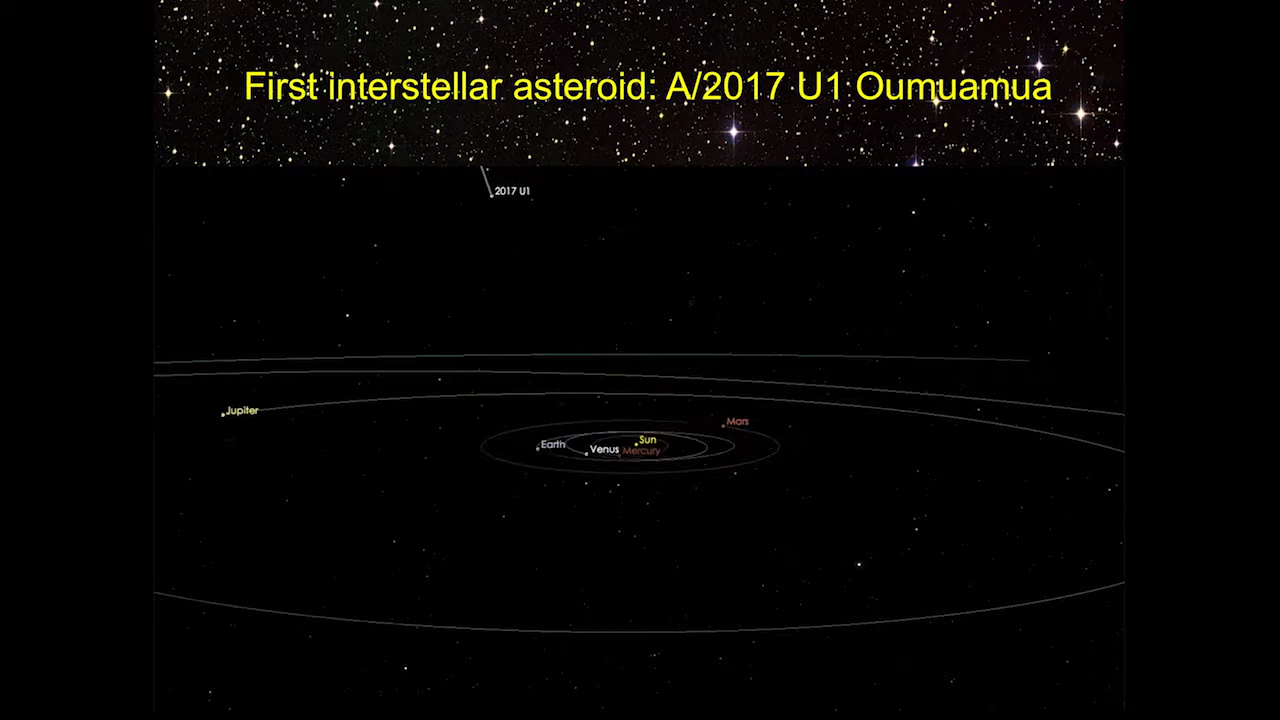 First interstellar asteroid: A/2017 U1 Oumuamua
2017 U1
Jupiter
Mars
Sun
Earth
Venus
Mercury